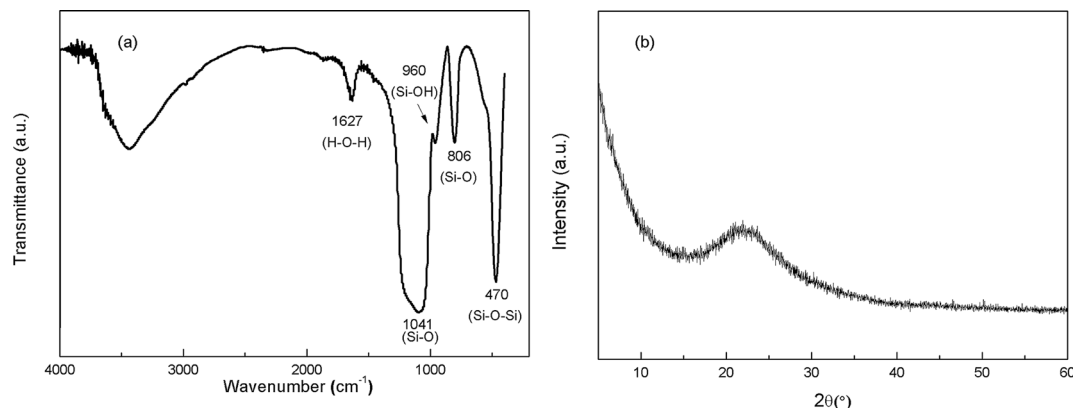 (a)
960
(Si-OH)
1627
(H-O-H)
806
(Si-O)
470
(Si-O-Si)
1041
(Si-O)
Transmittance (a.u.)
4000 3000 2000 1000
Wavenumber (cm⁻¹)
(b)
Intensity (a.u.)
10 20 30 40 50 60
2θ(°)